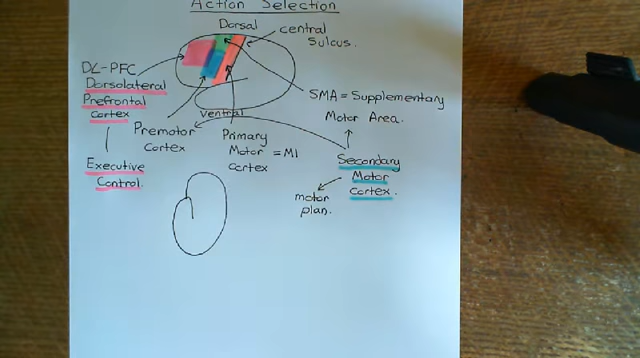 Action Selection
Dorsal
central
Sulcus.
DL-PFC
Dorsolateral
Prefrontal
cortex
Executive
Control.
Ventral
Premotor
Cortex
Primary
Motor = M1
Cortex
SMA = Supplementary
Motor Area.
Secondary
Motor
cortex.
motor
plan.